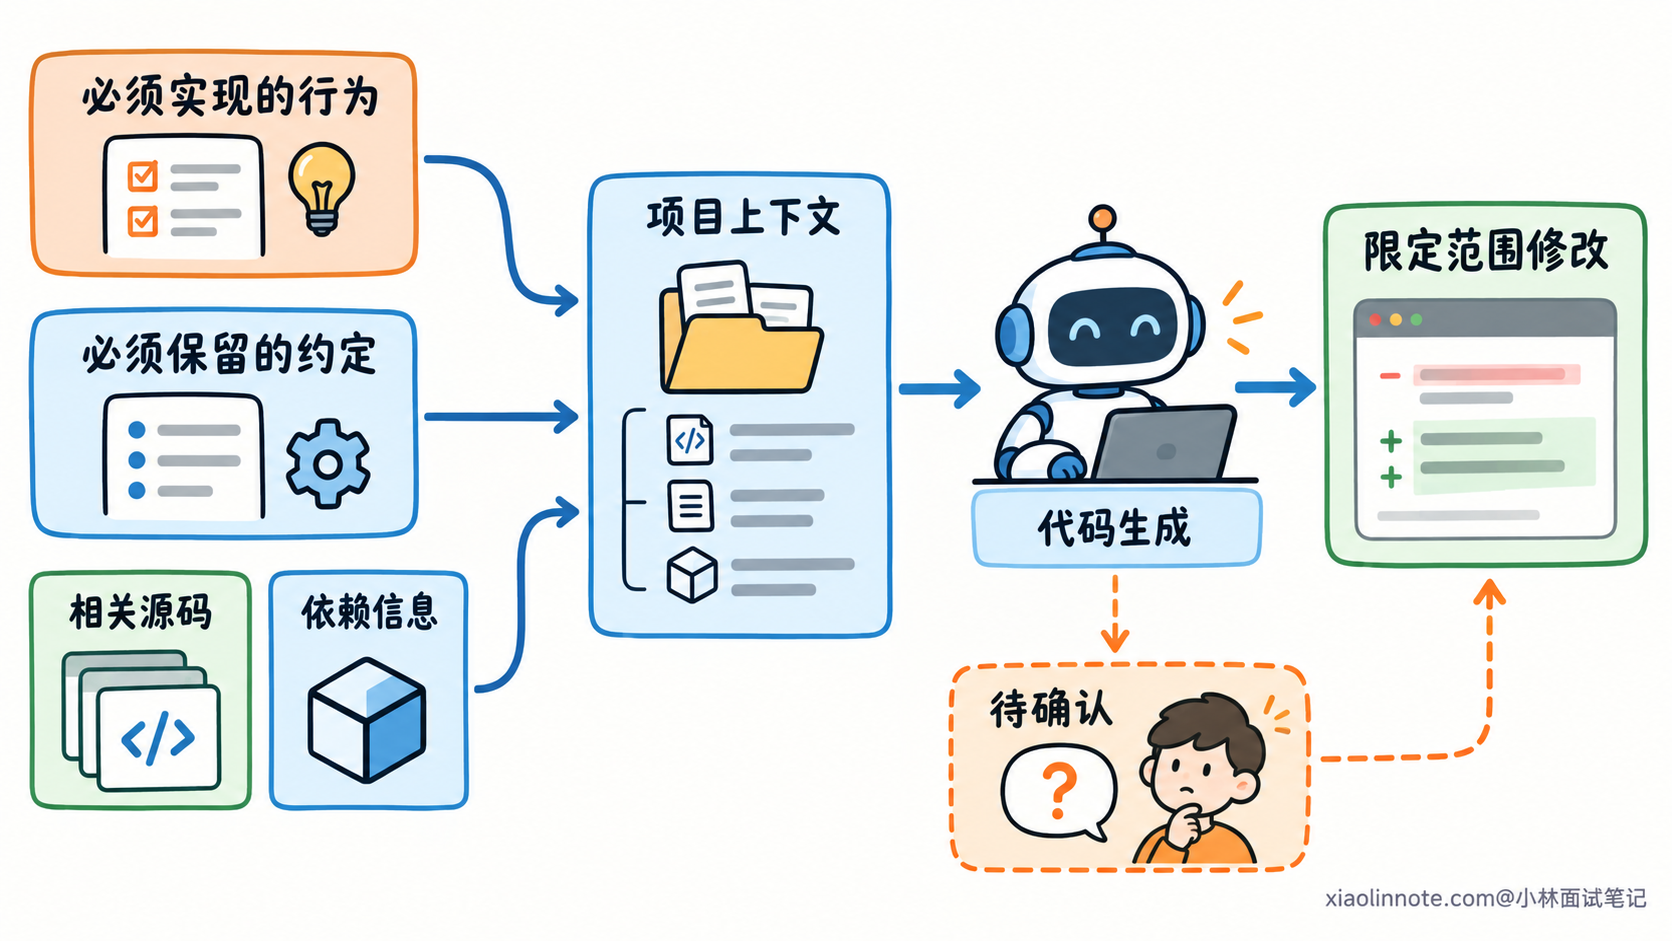 必须实现的行为
必须保留的约定
相关源码
依赖信息
项目上下文
代码生成
待确认
?
限定范围修改
xiaolinnote.com@小林面试笔记